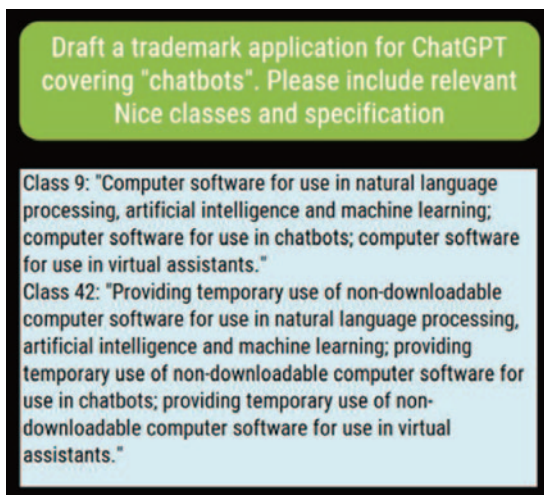 Draft a trademark application for ChatGPT
covering "chatbots". Please include relevant
Nice classes and specification
Class 9: "Computer software for use in natural language
processing, artificial intelligence and machine learning;
computer software for use in chatbots; computer software
for use in virtual assistants."
Class 42: "Providing temporary use of non-downloadable
computer software for use in natural language processing,
artificial intelligence and machine learning; providing
temporary use of non-downloadable computer software for
use in chatbots; providing temporary use of non-
downloadable computer software for use in virtual
assistants."